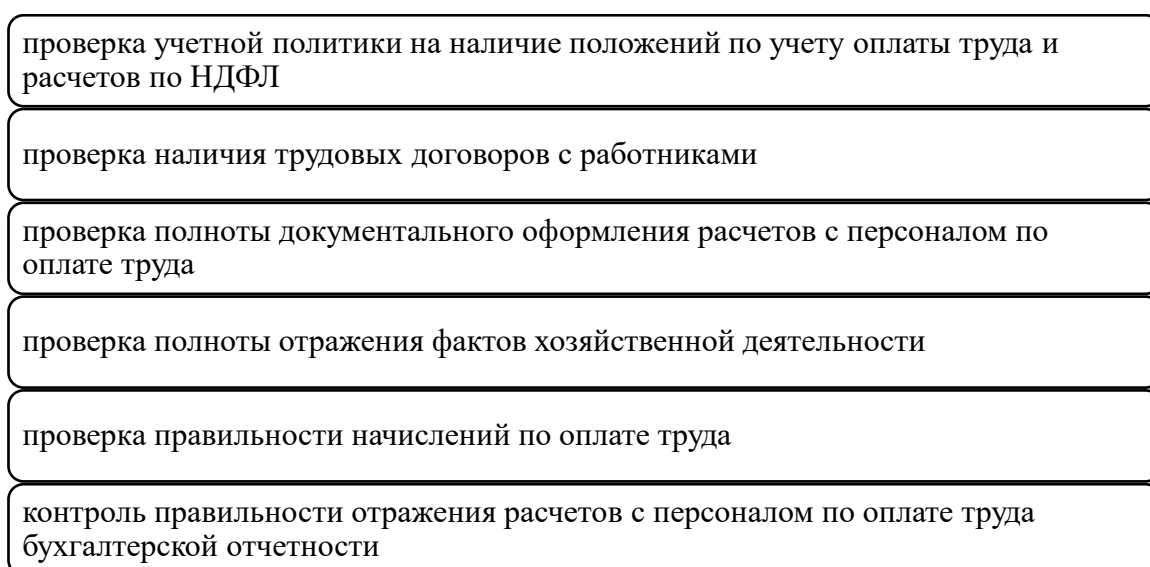 проверка учетной политики на наличие положений по учету оплаты труда и
расчетов по НДФЛ
проверка наличия трудовых договоров с работниками
проверка полноты документального оформления расчетов с персоналом по
оплате труда
проверка полноты отражения фактов хозяйственной деятельности
проверка правильности начислений по оплате труда
контроль правильности отражения расчетов с персоналом по оплате труда
бухгалтерской отчетности